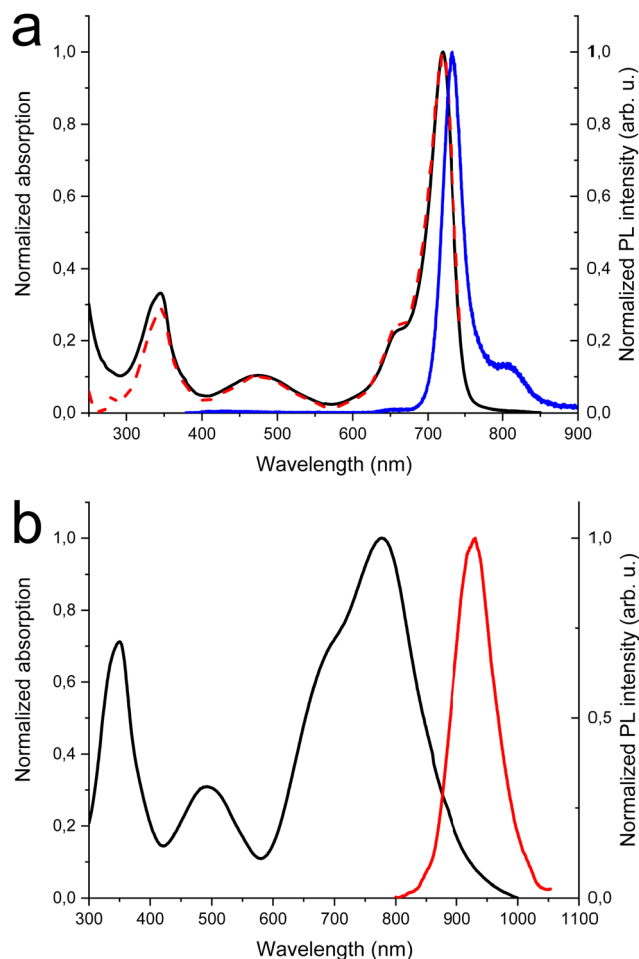 a
Normalized absorption
1,0
0,8
0,6
0,4
0,2
0,0
1,0
0,8
0,6
0,4
0,2
0,0
Normalized PL intensity (arb. u.)
300 400 500 600 700 800 900
Wavelength (nm)
b
Normalized absorption
1,0
0,8
0,6
0,4
0,2
0,0
1,0
0,5
0,0
Normalized PL intensity (arb. u.)
300 400 500 600 700 800 900 1000 1100
Wavelength (nm)